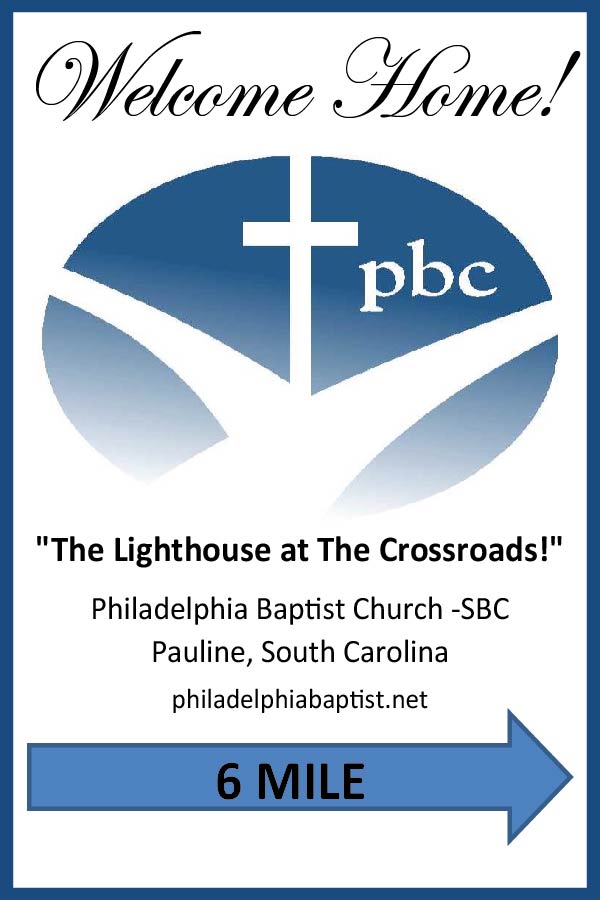 Welcome Home!
pbc
"The Lighthouse at The Crossroads!"
Philadelphia Baptist Church -SBC
Pauline, South Carolina
philadelphiabaptist.net
6 MILE